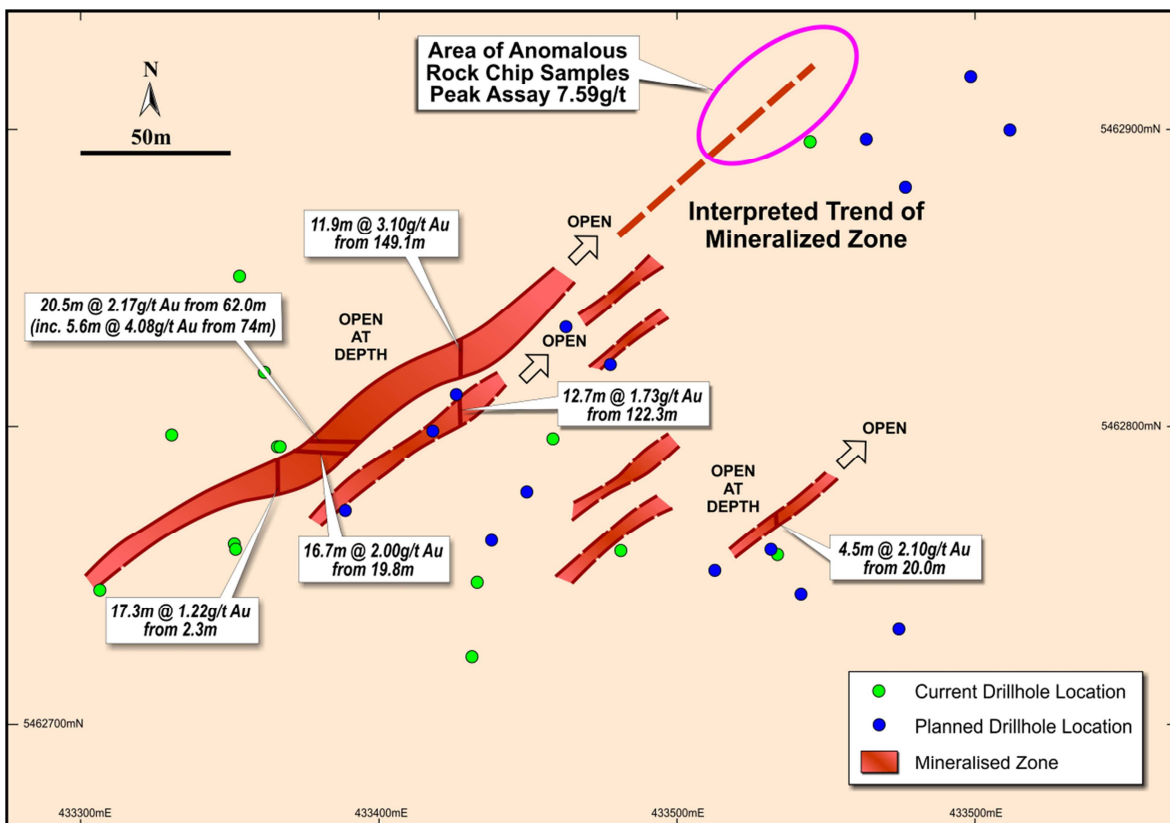 Area of Anomalous
Rock Chip Samples
Peak Assay 7.59g/t
N
50m
5462900mN
Interpreted Trend of
Mineralized Zone
OPEN
11.9m @ 3.10g/t Au
from 149.1m
20.5m @ 2.17g/t Au from 62.0m
(inc. 5.6m @ 4.08g/t Au from 74m)
OPEN
AT
DEPTH
OPEN
12.7m @ 1.73g/t Au
from 122.3m
5462800mN
OPEN
OPEN
AT
DEPTH
16.7m @ 2.00g/t Au
from 19.8m
4.5m @ 2.10g/t Au
from 20.0m
17.3m @ 1.22g/t Au
from 2.3m
5462700mN
Current Drillhole Location
Planned Drillhole Location
Mineralised Zone
433300mE
433400mE
433500mE
433500mE